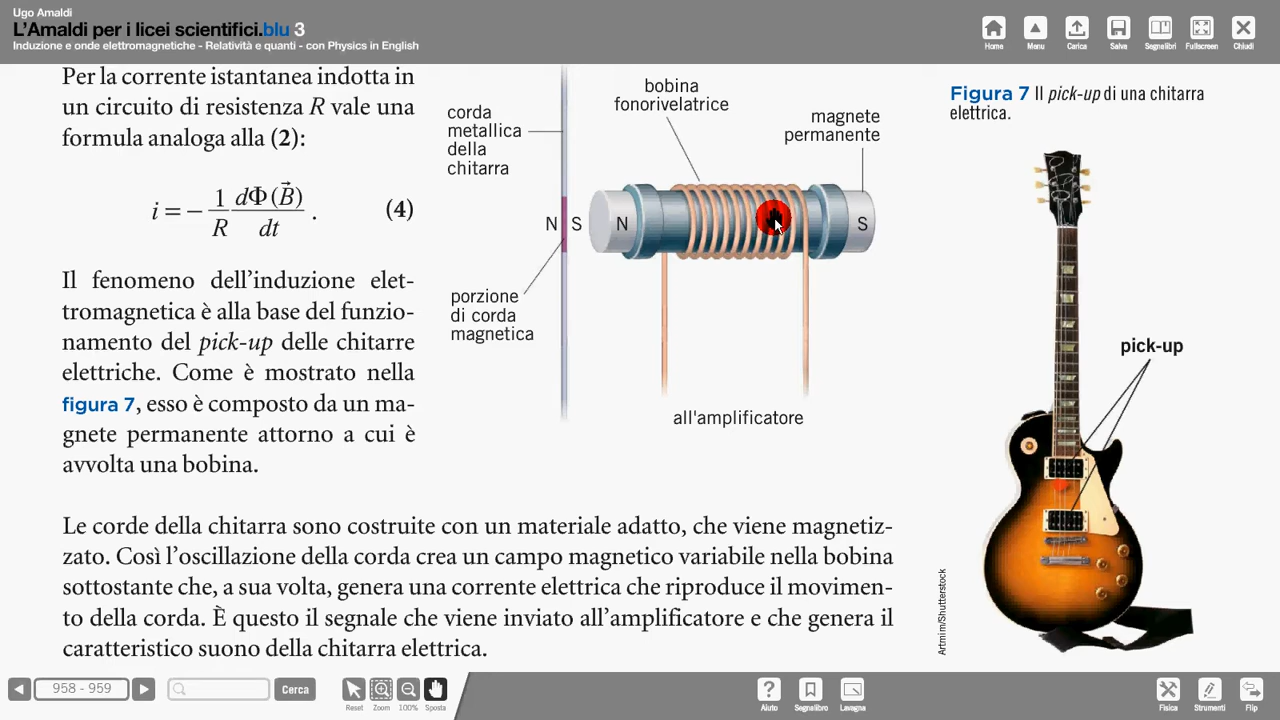 Ugo Amaldi
L'Amaldi per i licei scientifici.blu 3
Induzione e onde elettromagnetiche - Relatività e quanti - con Physics in English
Home
Menu
Carica
Salva
Segnalibri
Fullscreen
Chiudi
Per la corrente istantanea indotta in
un circuito di resistenza R vale una
formula analoga alla (2):
i = − 1/R dΦ(B⃗)/dt . (4)
Il fenomeno dell'induzione elet-
tromagnetica è alla base del funzio-
namento del pick-up delle chitarre
elettriche. Come è mostrato nella
figura 7, esso è composto da un ma-
gnete permanente attorno a cui è
avvolta una bobina.
corda
metallica
della
chitarra
bobina
fonorivelatrice
magnete
permanente
N S N S
porzione
di corda
magnetica
all'amplificatore
Figura 7 Il pick-up di una chitarra
elettrica.
pick-up
Artmim/Shutterstock
Le corde della chitarra sono costruite con un materiale adatto, che viene magnetiz-
zato. Così l'oscillazione della corda crea un campo magnetico variabile nella bobina
sottostante che, a sua volta, genera una corrente elettrica che riproduce il movimen-
to della corda. È questo il segnale che viene inviato all'amplificatore e che genera il
caratteristico suono della chitarra elettrica.
958 - 959
Cerca
Reset
Zoom
100%
Sposta
Aiuto
Segnalibro
Lavagna
Fisica
Strumenti
Flip